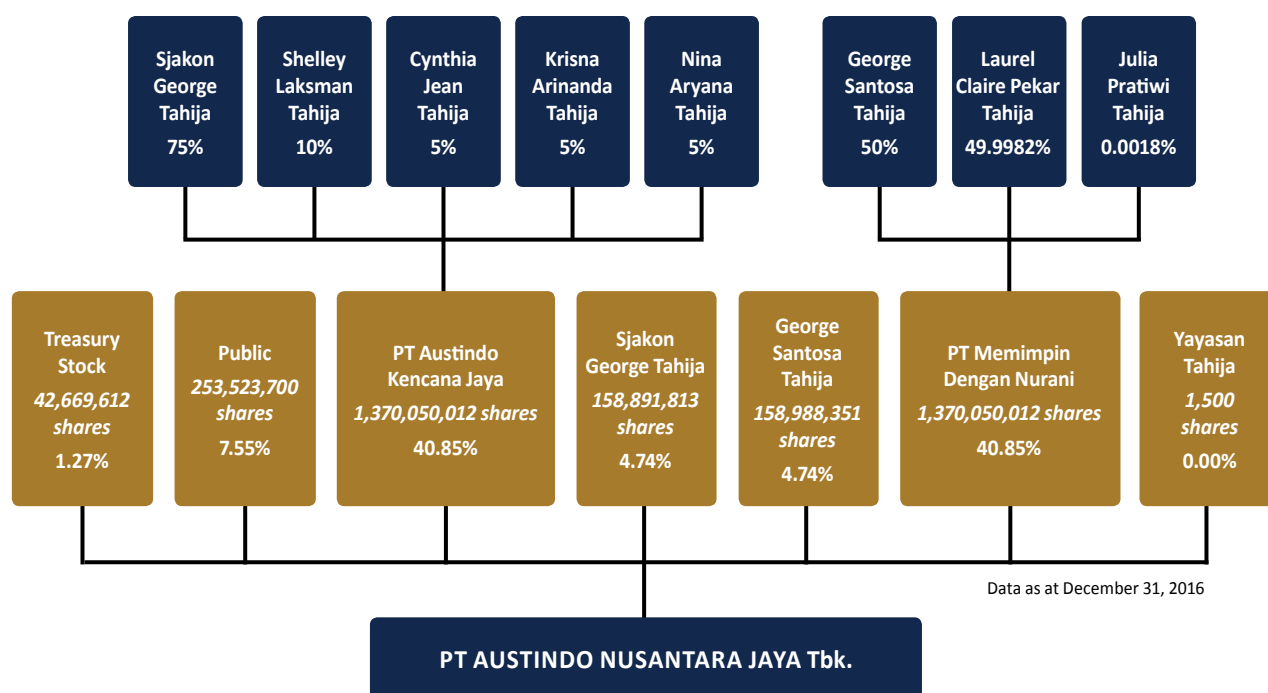 Sjakon
George
Tahija
75%
Shelley
Laksman
Tahija
10%
Cynthia
Jean
Tahija
5%
Krisna
Arinanda
Tahija
5%
Nina
Aryana
Tahija
5%
George
Santosa
Tahija
50%
Laurel
Claire Pekar
Tahija
49.9982%
Julia
Pratiwi
Tahija
0.0018%
Treasury
Stock
42,669,612
shares
1.27%
Public
253,523,700
shares
7.55%
PT Austindo
Kencana Jaya
1,370,050,012 shares
40.85%
Sjakon
George Tahija
158,891,813
shares
4.74%
George
Santosa
Tahija
158,988,351
shares
4.74%
PT Memimpin
Dengan Nurani
1,370,050,012 shares
40.85%
Yayasan
Tahija
1,500
shares
0.00%
Data as at December 31, 2016
PT AUSTINDO NUSANTARA JAYA Tbk.